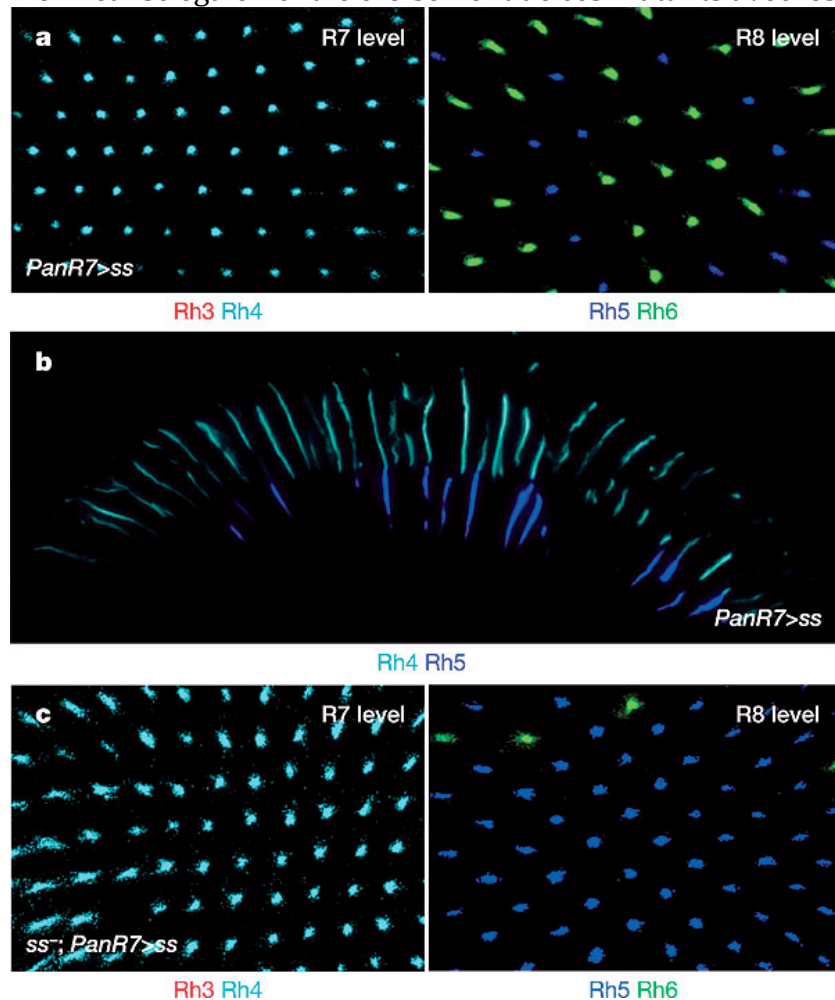 a R7 level R8 level
PanR7>ss
Rh3 Rh4 Rh5 Rh6
b
PanR7>ss
Rh4 Rh5
c R7 level R8 level
ss⁻; PanR7>ss
Rh3 Rh4 Rh5 Rh6